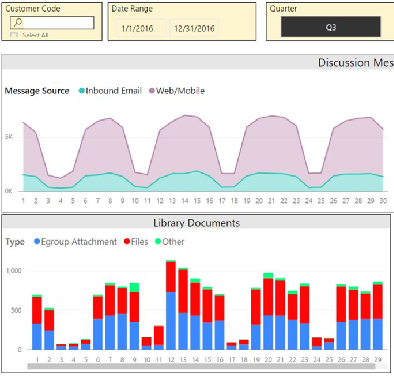 Customer Code
Date Range
Quarter
Select All
1/1/2016
12/31/2016
Q3
Discussion Mes
Message Source
Inbound Email
Web/Mobile
5K
0K
1 2 3 4 5 6 7 8 9 10 11 12 13 14 15 16 17 18 19 20 21 22 23 24 25 26 27 28 29 30
Library Documents
Type
Egroup Attachment
Files
Other
1,000
500
0
1 2 3 4 5 6 7 8 9 10 11 12 13 14 15 16 17 18 19 20 21 22 23 24 25 26 27 28 29